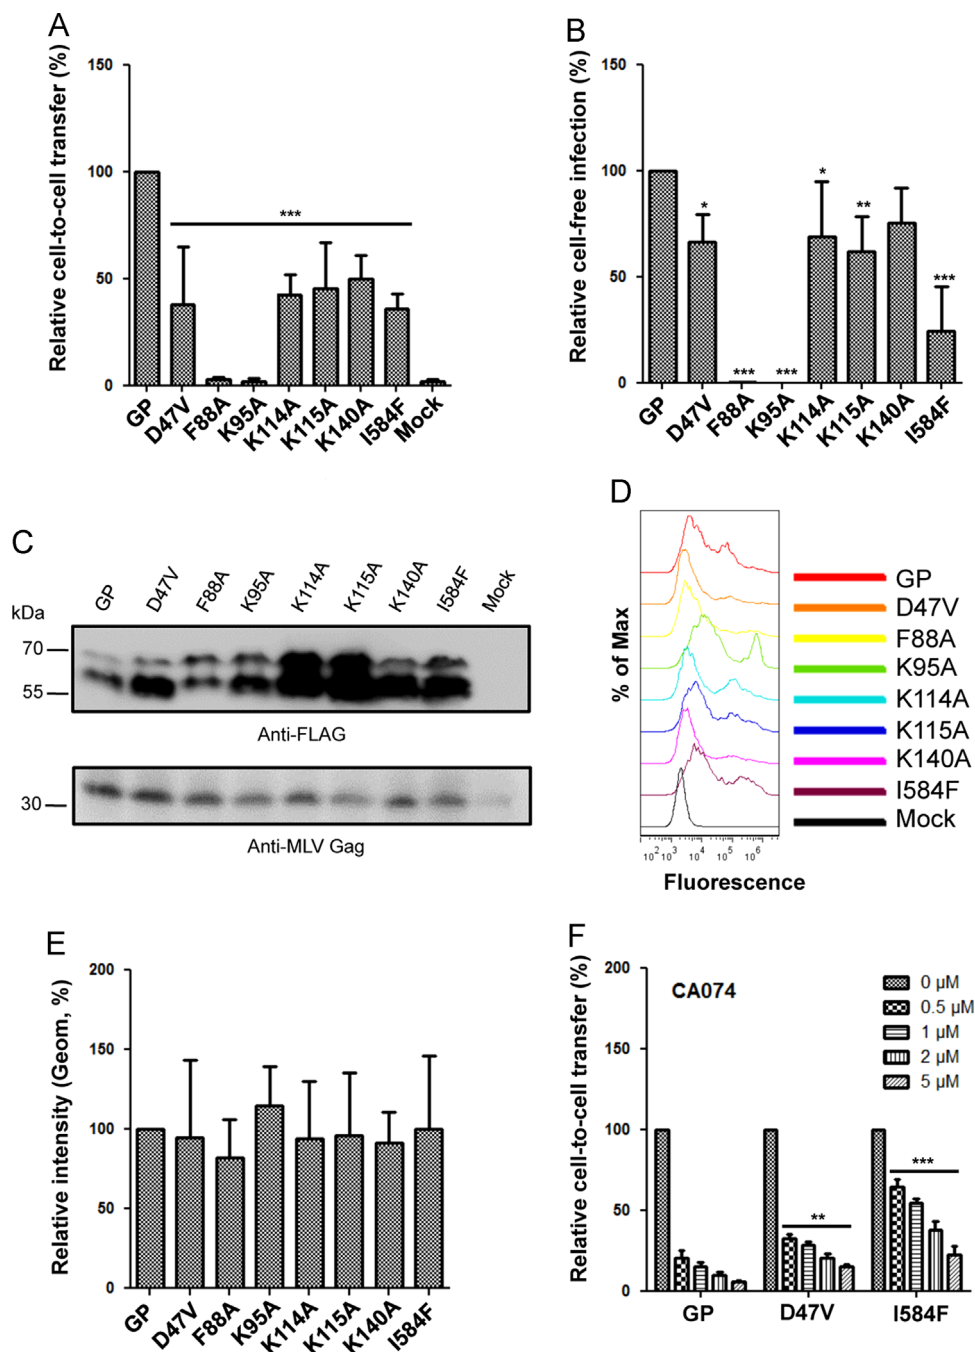 A
Relative cell-to-cell transfer (%)
150
100
50
0
***
GP D47V F88A K95A K114A K115A K140A I584F Mock
B
Relative cell-free infection (%)
150
100
50
0
* *** *** * ** ***
GP D47V F88A K95A K114A K115A K140A I584F
C
GP D47V F88A K95A K114A K115A K140A I584F Mock
kDa
70
55
Anti-FLAG
30
Anti-MLV Gag
D
% of Max
10² 10³ 10⁴ 10⁵ 10⁶
Fluorescence
GP
D47V
F88A
K95A
K114A
K115A
K140A
I584F
Mock
E
Relative intensity (Geom, %)
200
150
100
50
0
GP D47V F88A K95A K114A K115A K140A I584F
F
Relative cell-to-cell transfer (%)
200
150
100
50
0
CA074
0 µM
0.5 µM
1 µM
2 µM
5 µM
** ***
GP D47V I584F